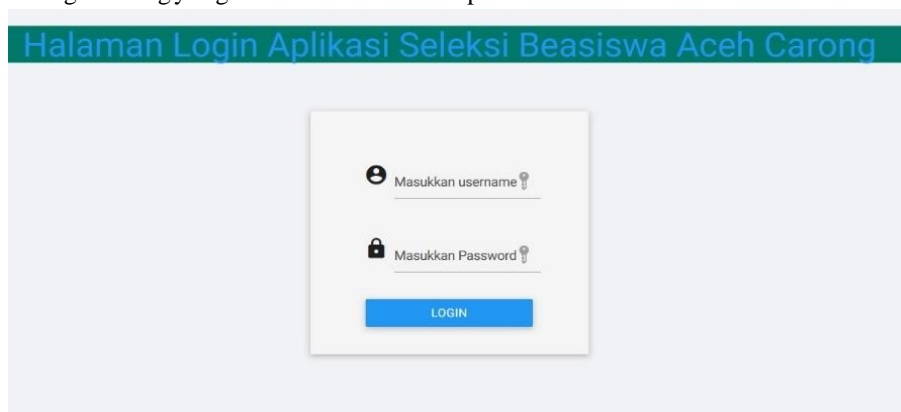 Halaman Login Aplikasi Seleksi Beasiswa Aceh Carong
Masukkan username
Masukkan Password
LOGIN